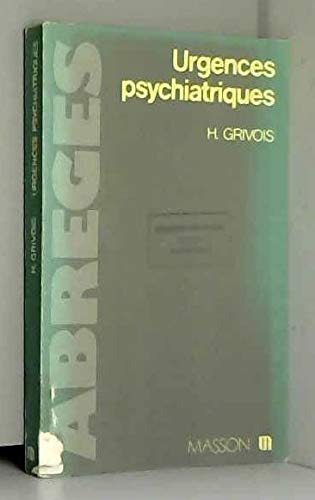 Urgences
psychiatriques
H. GRIVOIS
ABREGES
MASSON
H. GRIVOIS URGENCES PSYCHIATRIQUES